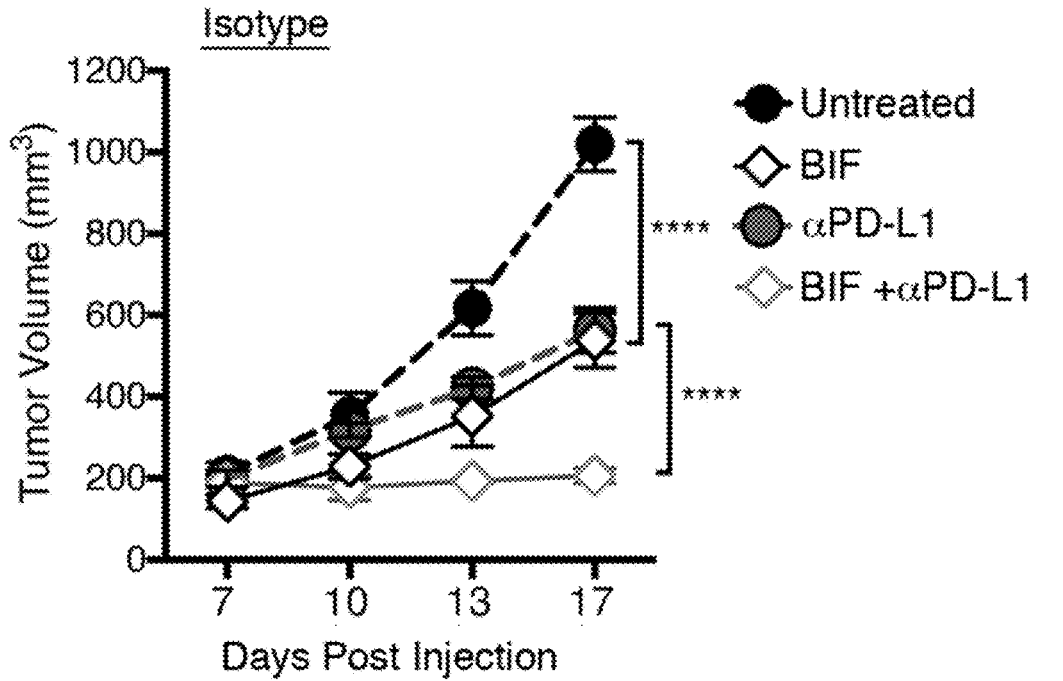 Isotype
Tumor Volume (mm³)
1200
1000
800
600
400
200
0
7 10 13 17
Days Post Injection
Untreated
BIF
αPD-L1
BIF +αPD-L1
****
****